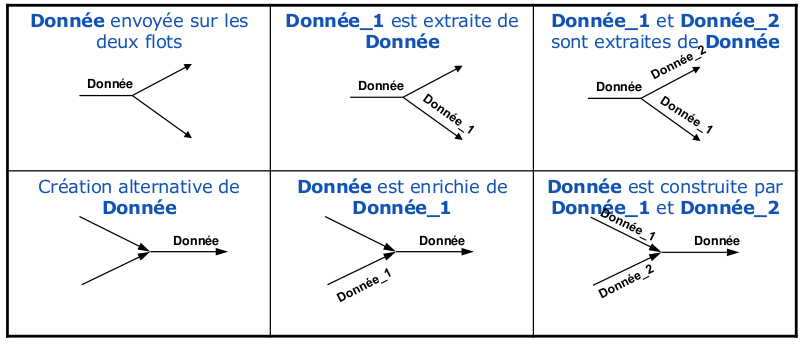 Donnée envoyée sur les
deux flots
Donnée
Donnée_1 est extraite de
Donnée
Donnée
Donnée_1
Donnée_1 et Donnée_2
sont extraites de Donnée
Donnée_2
Donnée
Donnée_1
Création alternative de
Donnée
Donnée
Donnée est enrichie de
Donnée_1
Donnée
Donnée_1
Donnée est construite par
Donnée_1 et Donnée_2
Donnée_1
Donnée
Donnée_2